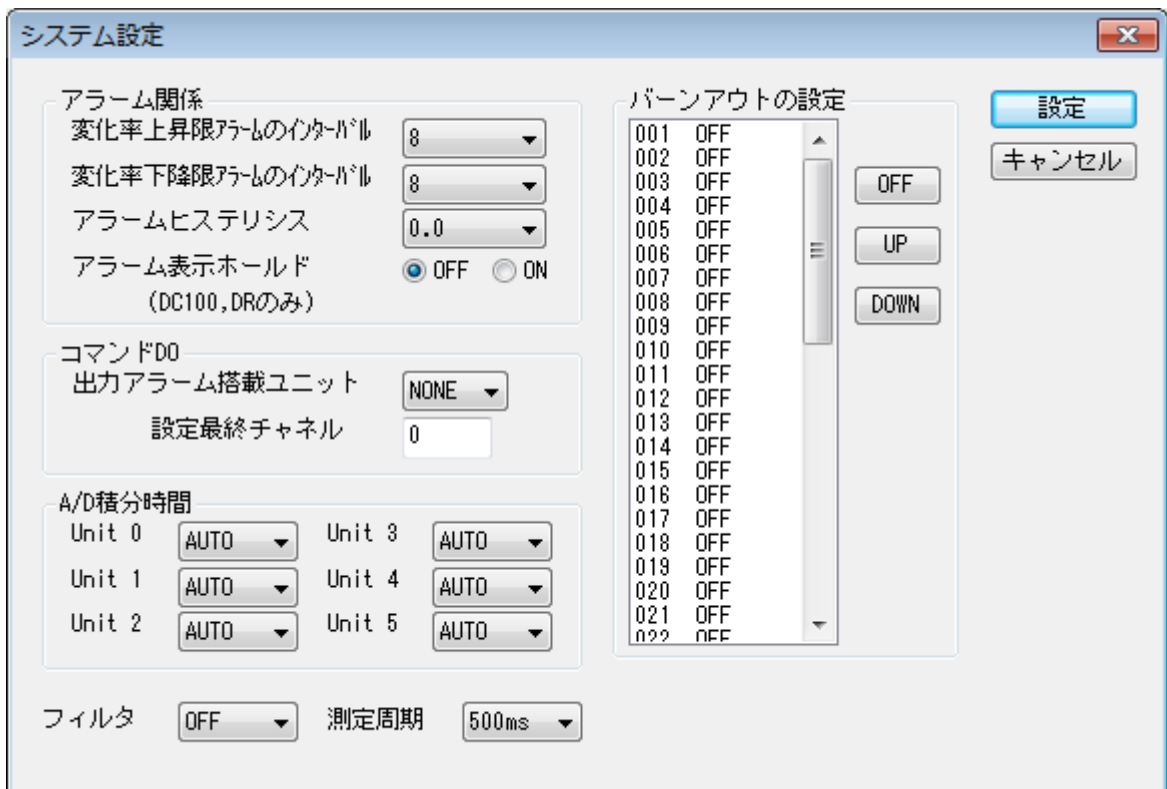 システム設定
アラーム関係
変化率上昇限ｱﾗｰﾑのｲﾝﾀｰﾊﾞﾙ 8
変化率下降限ｱﾗｰﾑのｲﾝﾀｰﾊﾞﾙ 8
アラームヒステリシス 0.0
アラーム表示ホールド OFF ON
(DC100,DRのみ)
コマンドDO
出力アラーム搭載ユニット NONE
設定最終チャネル 0
A/D積分時間
Unit 0 AUTO Unit 3 AUTO
Unit 1 AUTO Unit 4 AUTO
Unit 2 AUTO Unit 5 AUTO
フィルタ OFF 測定周期 500ms
バーンアウトの設定
001 OFF
002 OFF
003 OFF
004 OFF
005 OFF
006 OFF
007 OFF
008 OFF
009 OFF
010 OFF
011 OFF
012 OFF
013 OFF
014 OFF
015 OFF
016 OFF
017 OFF
018 OFF
019 OFF
020 OFF
021 OFF
022 OFF
OFF
UP
DOWN
設定
キャンセル